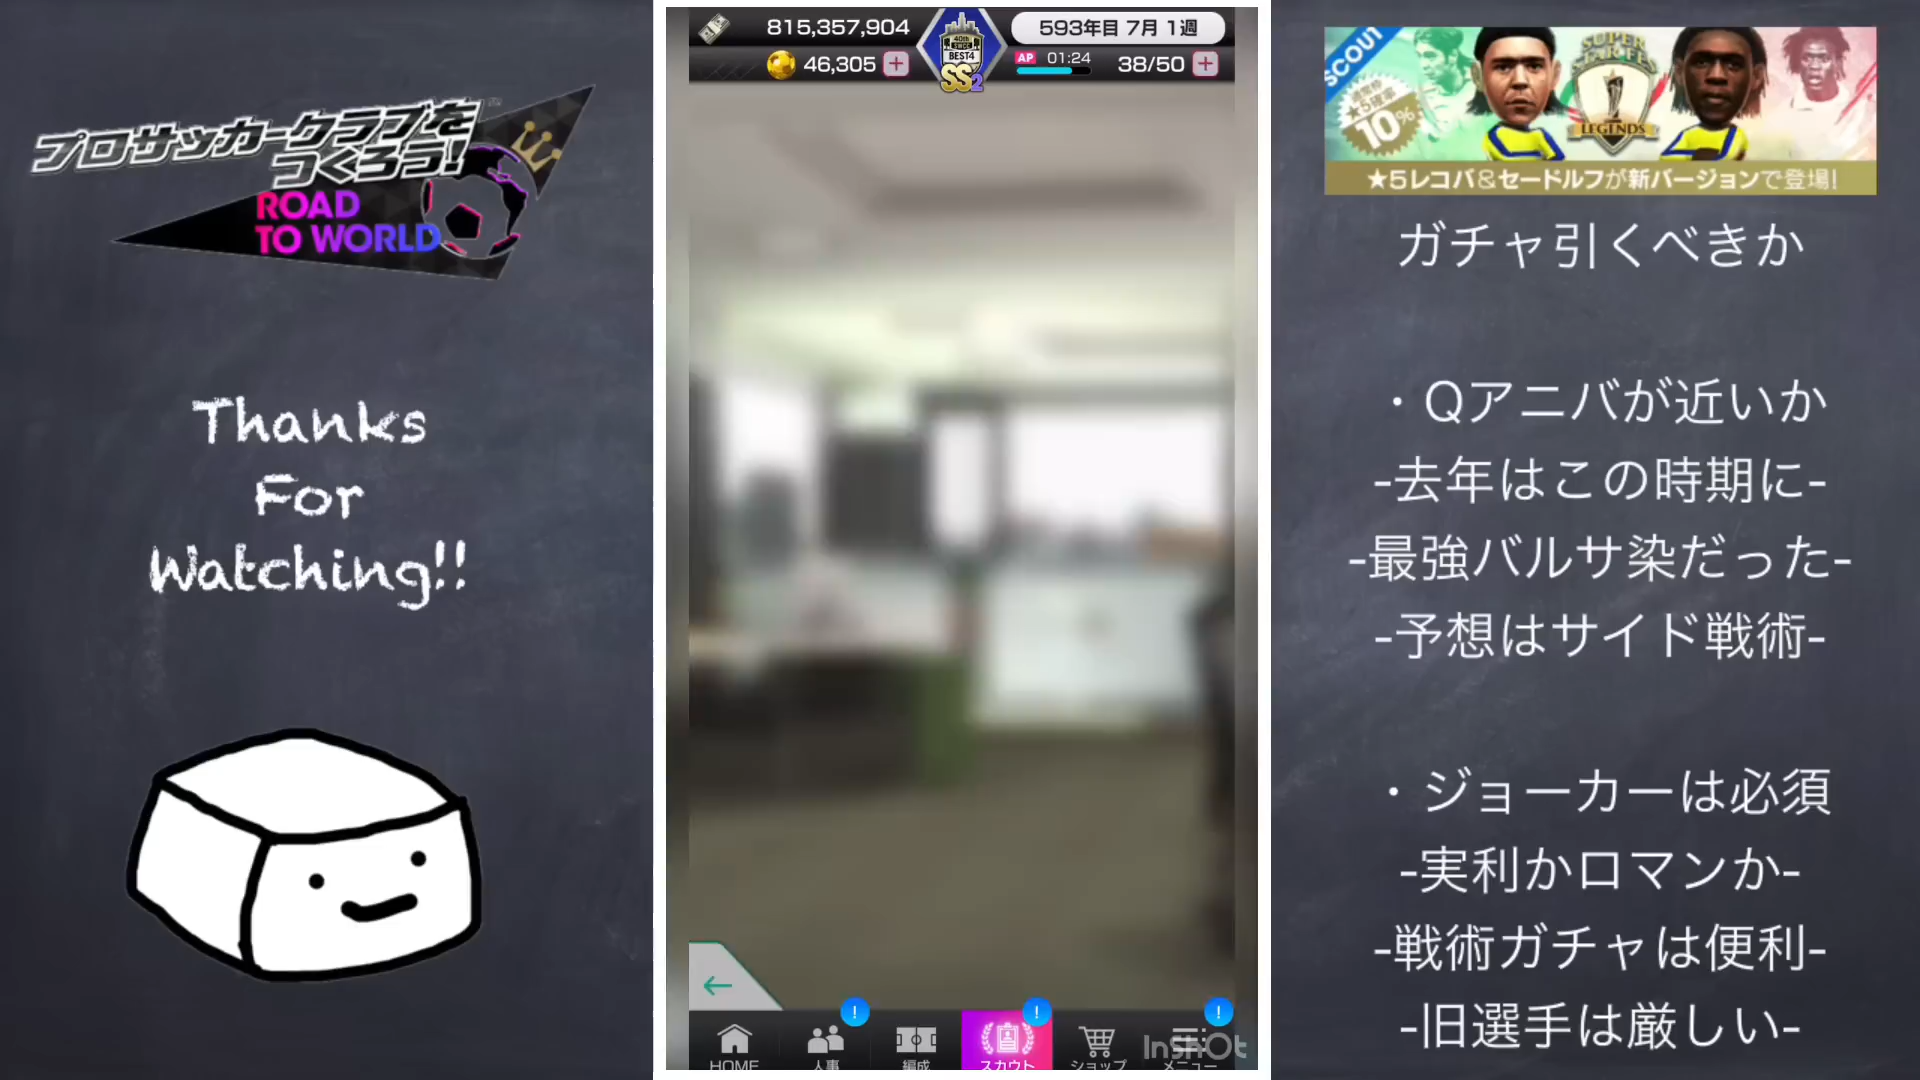 プロサッカークラブを
つくろう!
ROAD
TO WORLD
Thanks
For
Watching!!
815,357,904
46,305
40th
SWCC
BEST4
SS2
593年目 7月 1週
AP 01:24
38/50
HOME
人事
編成
スカウト
ショップ
メニュー
InShOt
SCOUT
10%
SUPER
LEGENDS
★5レコバ&セードルフが新バージョンで登場!
ガチャ引くべきか
・Qアニバが近いか
-去年はこの時期に-
-最強バルサ染だった-
-予想はサイド戦術-
・ジョーカーは必須
-実利かロマンか-
-戦術ガチャは便利-
-旧選手は厳しい-